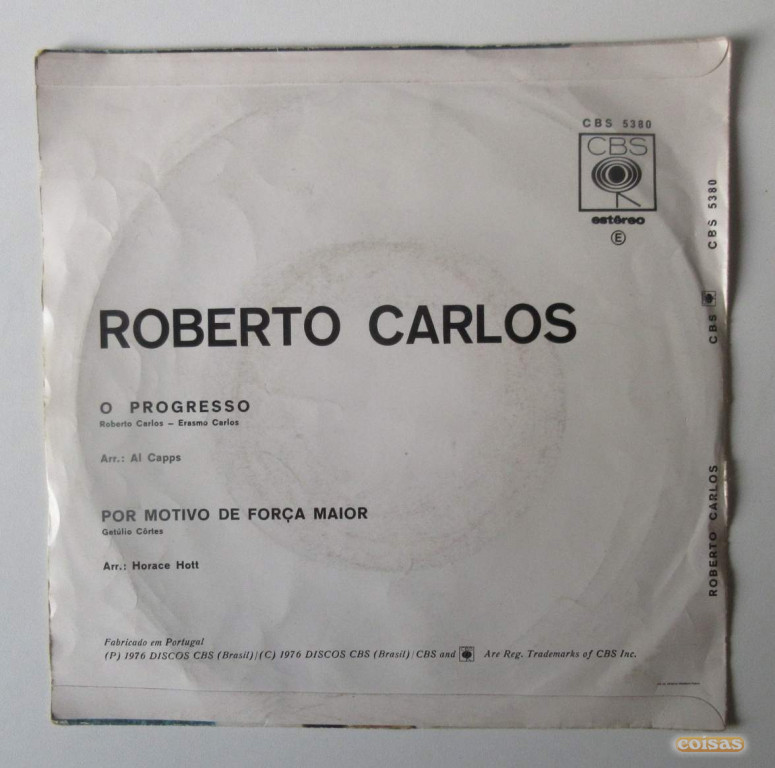 CBS 5380
CBS
estéreo
E
ROBERTO CARLOS
O PROGRESSO
Roberto Carlos – Erasmo Carlos
Arr.: Al Capps
POR MOTIVO DE FORÇA MAIOR
Getúlio Côrtes
Arr.: Horace Hott
Fabricado em Portugal
(P) 1976 DISCOS CBS (Brasil)/(C) 1976 DISCOS CBS (Brasil)/CBS and Are Reg. Trademarks of CBS Inc.
ROBERTO CARLOS
CBS
CBS 5380
coisas